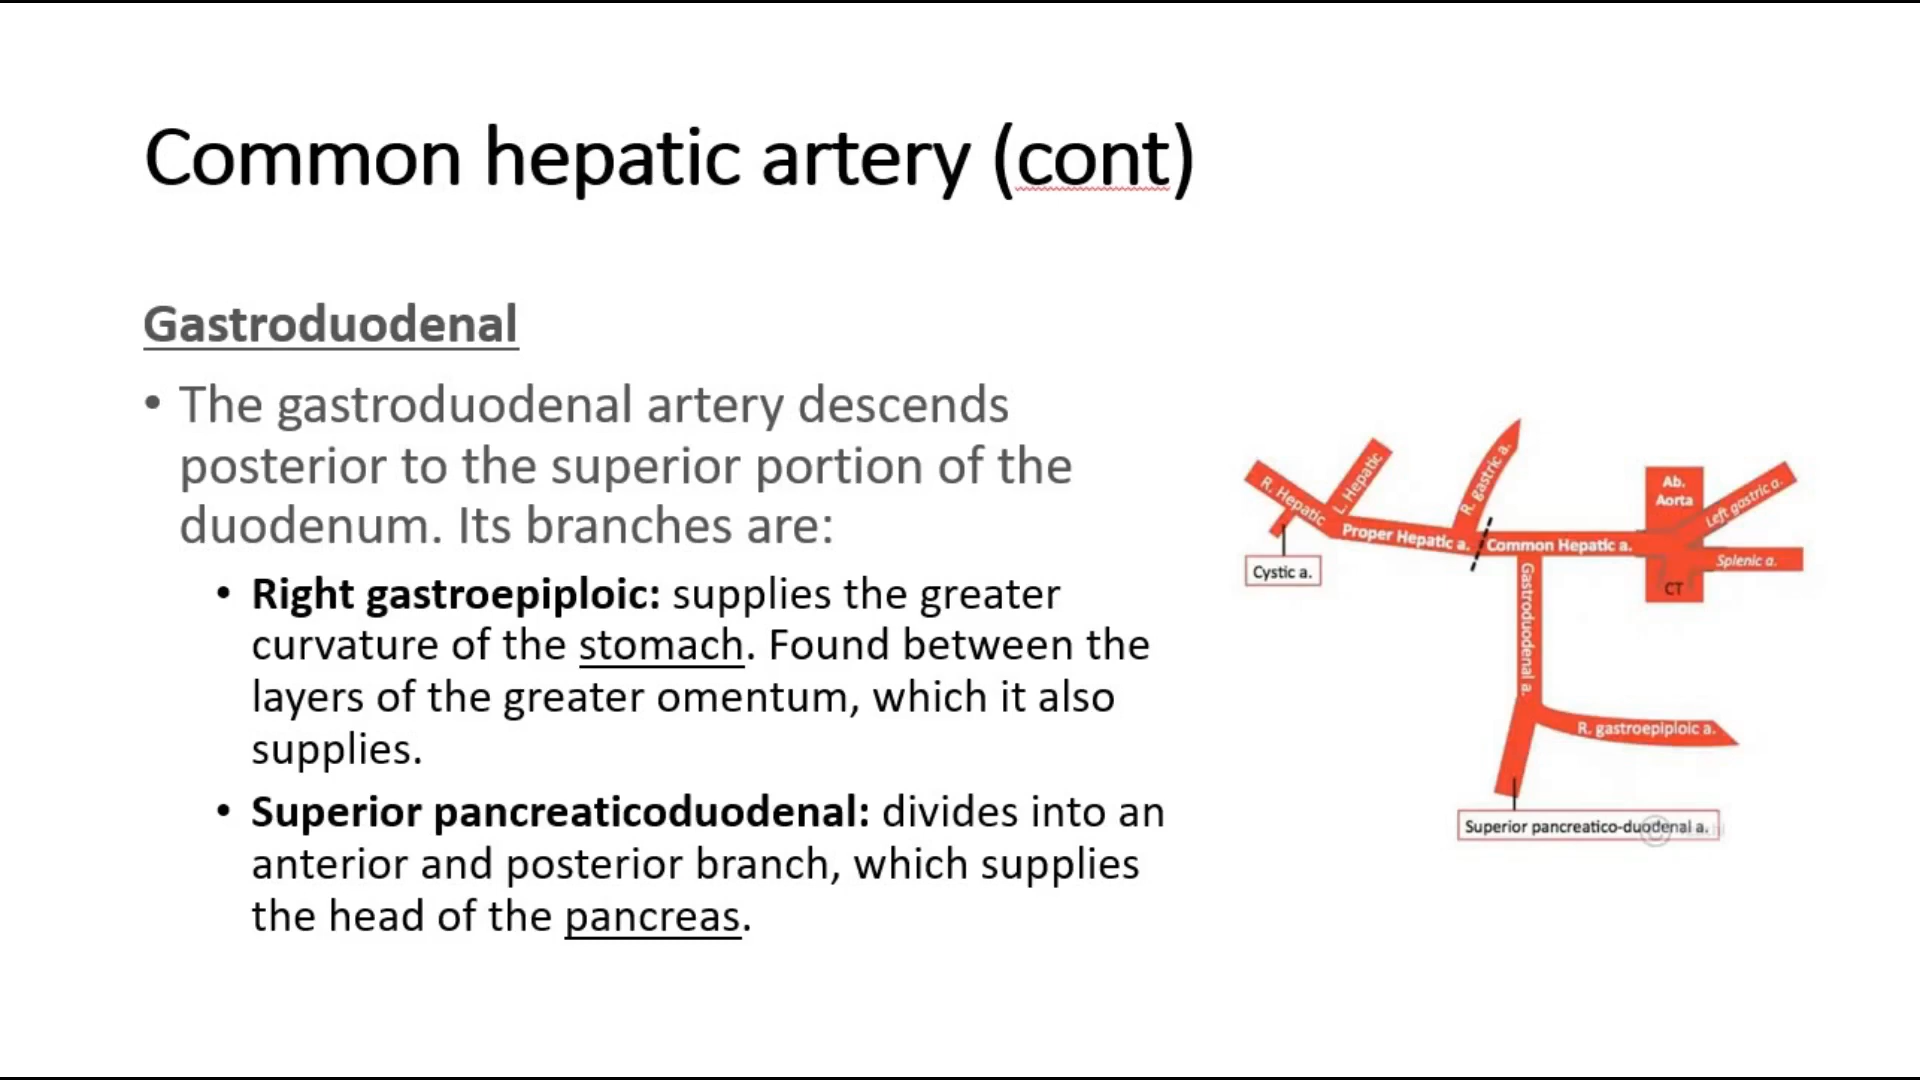 Common hepatic artery (cont)
Gastroduodenal
• The gastroduodenal artery descends
posterior to the superior portion of the
duodenum. Its branches are:
• Right gastroepiploic: supplies the greater
curvature of the stomach. Found between the
layers of the greater omentum, which it also
supplies.
• Superior pancreaticoduodenal: divides into an
anterior and posterior branch, which supplies
the head of the pancreas.
R. Hepatic
L. Hepatic
R. gastric a.
Ab.
Aorta
Left gastric a.
Proper Hepatic a.
Common Hepatic a.
Splenic a.
Cystic a.
CT
Gastroduodenal a.
R. gastroepiploic a.
Superior pancreatico-duodenal a.